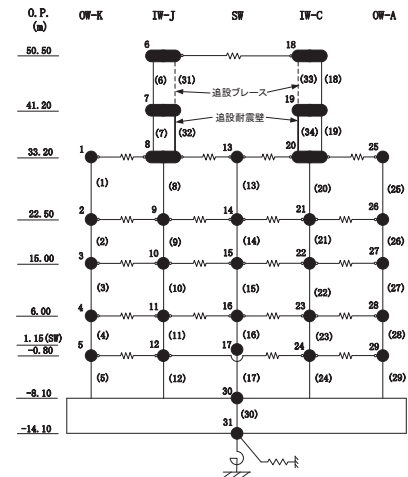 O.P. OW-K IW-J SW IW-C OW-A
(m)
50.50 6 18
(6) (31) (33) (18)
追設ブレース
41.20 7 19
追設耐震壁
(7) (32) (34) (19)
33.20 1 8 13 20 25
(1) (8) (13) (20) (25)
22.50 2 9 14 21 26
(2) (9) (14) (21) (26)
15.00 3 10 15 22 27
(3) (10) (15) (22) (27)
6.00 4 11 16 23 28
1.15(SW) (4) (11) (16) (23) (28)
-0.80 5 12 17 24 29
(5) (12) (17) (24) (29)
-8.10 30
(30)
-14.10 31